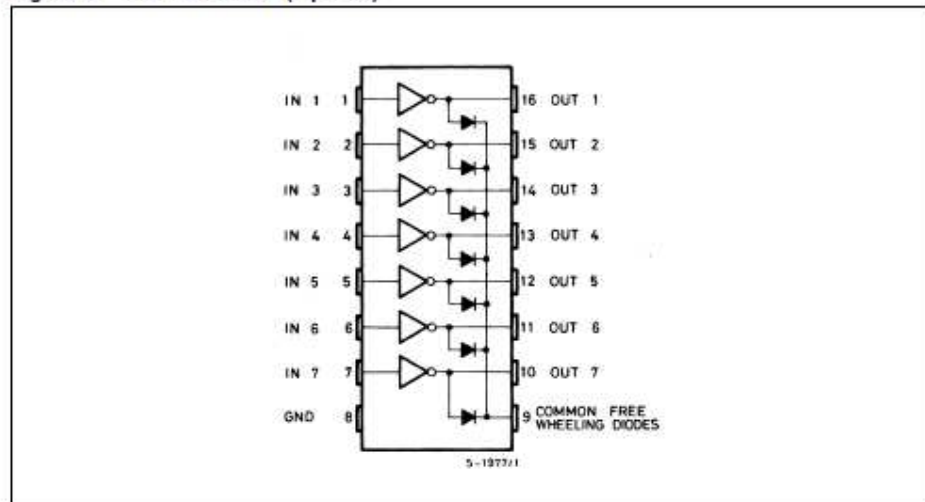 IN 1 1 16 OUT 1
IN 2 2 15 OUT 2
IN 3 3 14 OUT 3
IN 4 4 13 OUT 4
IN 5 5 12 OUT 5
IN 6 6 11 OUT 6
IN 7 7 10 OUT 7
GND 8 9 COMMON FREE
WHEELING DIODES
5-1977/1